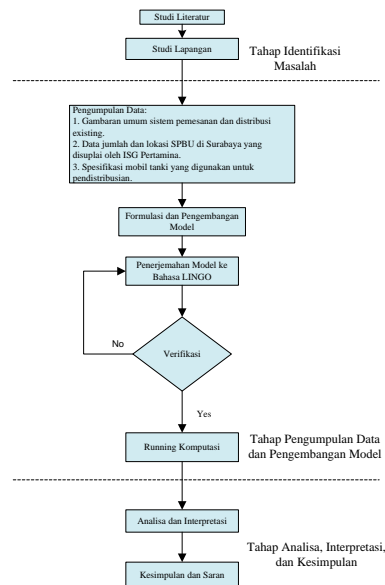 Studi Literatur
Studi Lapangan
Tahap Identifikasi
Masalah
Pengumpulan Data:
1. Gambaran umum sistem pemesanan dan distribusi
existing.
2. Data jumlah dan lokasi SPBU di Surabaya yang
disuplai oleh ISG Pertamina.
3. Spesifikasi mobil tanki yang digunakan untuk
pendistribusian.
Formulasi dan Pengembangan
Model
Penerjemahan Model ke
Bahasa LINGO
No
Verifikasi
Yes
Running Komputasi
Tahap Pengumpulan Data
dan Pengembangan Model
Analisa dan Interpretasi
Tahap Analisa, Interpretasi,
dan Kesimpulan
Kesimpulan dan Saran